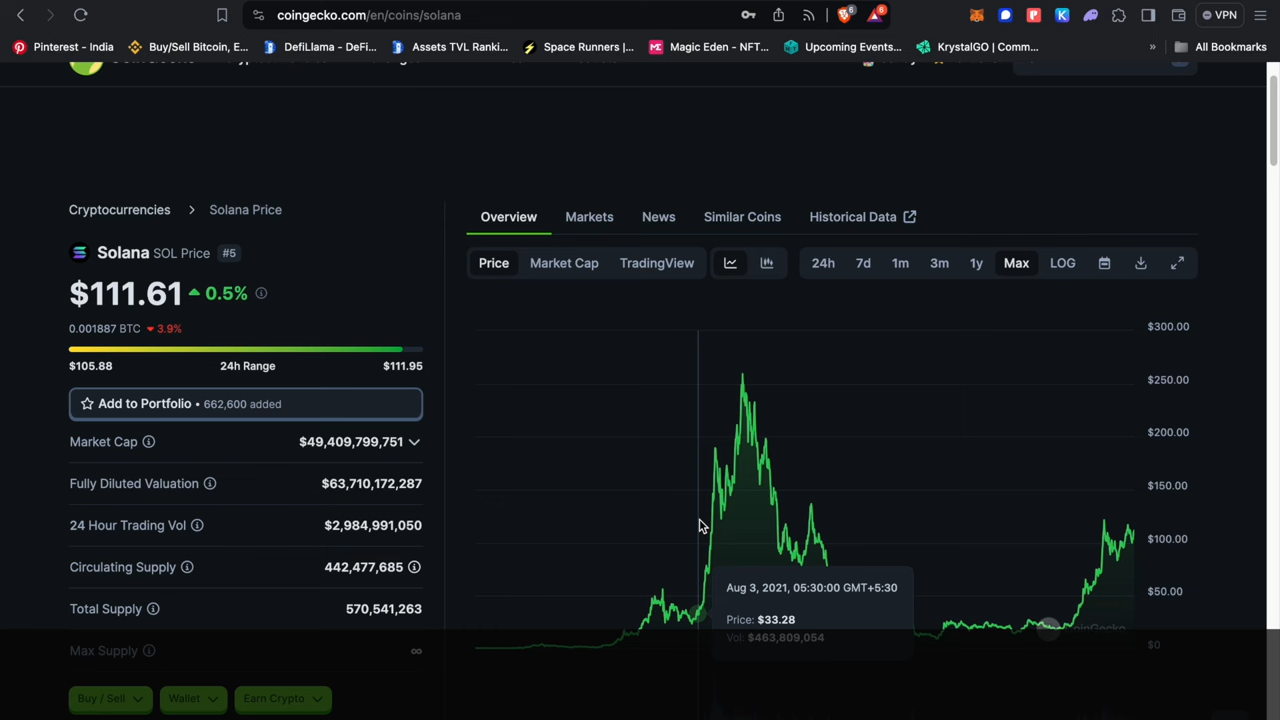 coingecko.com/en/coins/solana
6
6
VPN
Pinterest - India
Buy/Sell Bitcoin, E...
DefiLlama - DeFi...
Assets TVL Ranki...
Space Runners |...
Magic Eden - NFT...
Upcoming Events...
KrystalGO | Comm...
»
All Bookmarks
Cryptocurrencies > Solana Price
Solana SOL Price #5
$111.61 0.5%
0.001887 BTC 3.9%
$105.88 24h Range $111.95
Add to Portfolio • 662,600 added
Market Cap $49,409,799,751
Fully Diluted Valuation $63,710,172,287
24 Hour Trading Vol $2,984,991,050
Circulating Supply 442,477,685
Total Supply 570,541,263
Max Supply ∞
Buy / Sell
Wallet
Earn Crypto
Overview
Markets
News
Similar Coins
Historical Data
Price
Market Cap
TradingView
24h
7d
1m
3m
1y
Max
LOG
$300.00
$250.00
$200.00
$150.00
$100.00
$50.00
$0
Aug 3, 2021, 05:30:00 GMT+5:30
Price: $33.28
Vol: $463,809,054